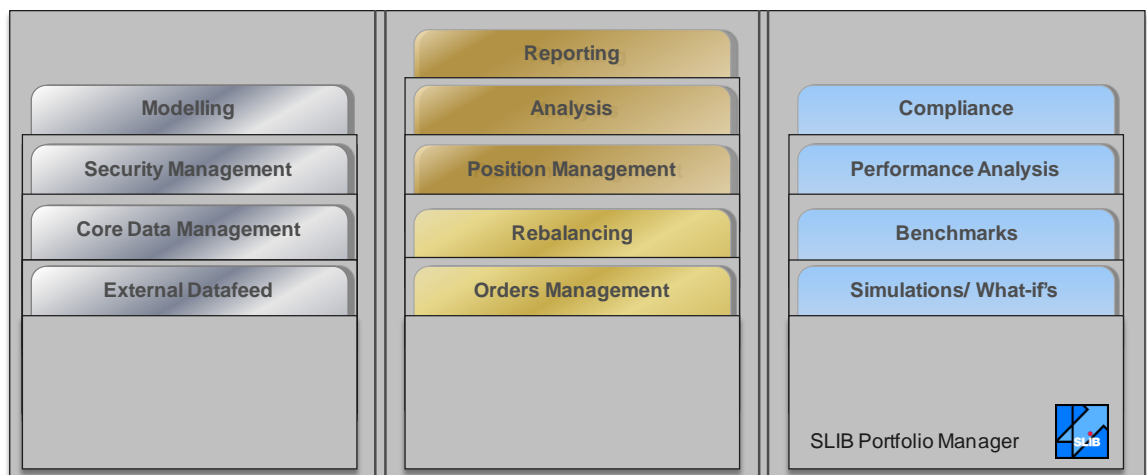 Modelling
Security Management
Core Data Management
External Datafeed
Reporting
Analysis
Position Management
Rebalancing
Orders Management
Compliance
Performance Analysis
Benchmarks
Simulations/ What-if's
SLIB Portfolio Manager
SLIB